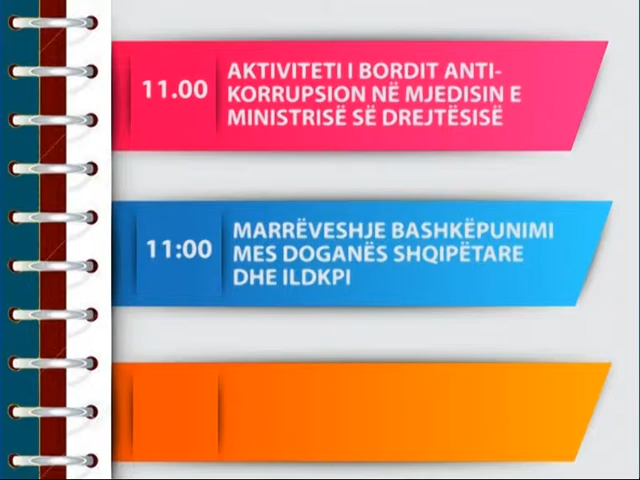 11.00
AKTIVITETI I BORDIT ANTI-
KORRUPSION NË MJEDISIN E
MINISTRISË SË DREJTËSISË
11:00
MARRËVESHJE BASHKËPUNIMI
MES DOGANËS SHQIPËTARE
DHE ILDKPI